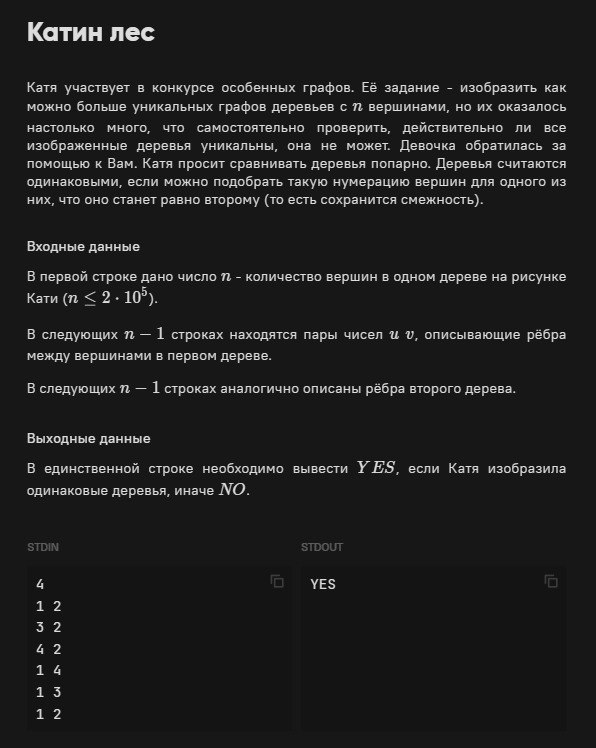 Катин лес
Катя участвует в конкурсе особенных графов. Её задание - изобразить как
можно больше уникальных графов деревьев с n вершинами, но их оказалось
настолько много, что самостоятельно проверить, действительно ли все
изображенные деревья уникальны, она не может. Девочка обратилась за
помощью к Вам. Катя просит сравнивать деревья попарно. Деревья считаются
одинаковыми, если можно подобрать такую нумерацию вершин для одного из
них, что оно станет равно второму (то есть сохранится смежность).
Входные данные
В первой строке дано число n - количество вершин в одном дереве на рисунке
Кати (n ≤ 2 · 10⁵).
В следующих n − 1 строках находятся пары чисел u v, описывающие рёбра
между вершинами в первом дереве.
В следующих n − 1 строках аналогично описаны рёбра второго дерева.
Выходные данные
В единственной строке необходимо вывести YES, если Катя изобразила
одинаковые деревья, иначе NO.
STDIN
4
1 2
3 2
4 2
1 4
1 3
1 2
STDOUT
YES